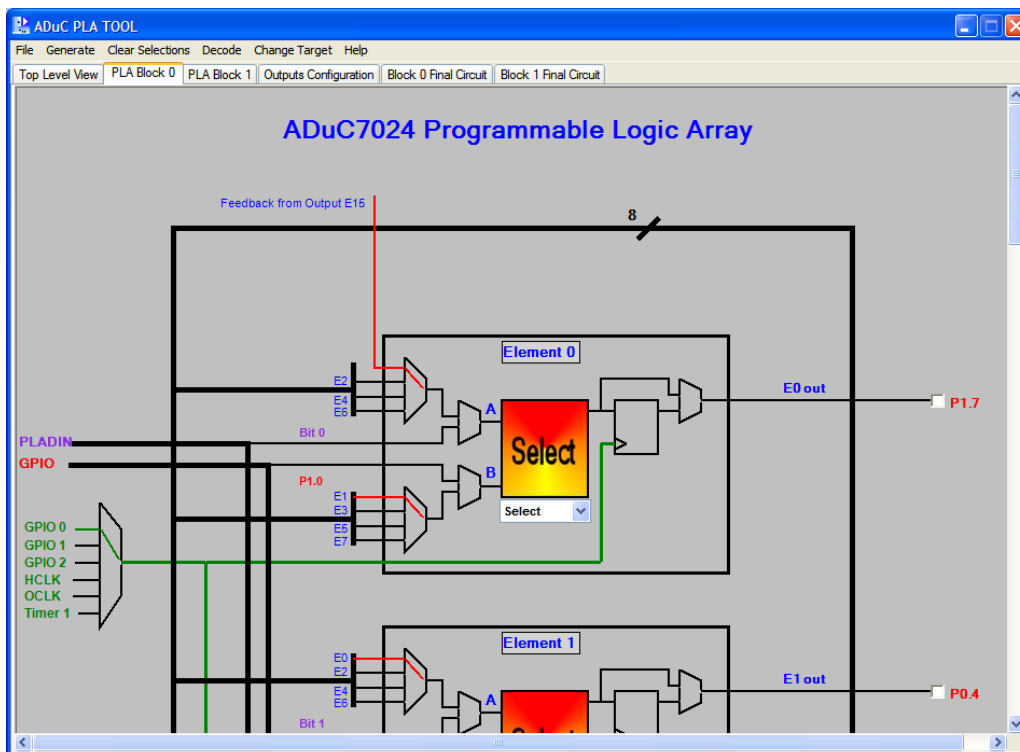 ADuC PLA TOOL
File Generate Clear Selections Decode Change Target Help
Top Level View PLA Block 0 PLA Block 1 Outputs Configuration Block 0 Final Circuit Block 1 Final Circuit
ADuC7024 Programmable Logic Array
Feedback from Output E15
8
Element 0
E2
E4
E6
E0 out
P1.7
A
Bit 0
PLADIN
GPIO
Select
B
P1.0
E1
E3
E5
E7
Select
GPIO 0
GPIO 1
GPIO 2
HCLK
OCLK
Timer 1
Element 1
E0
E2
E4
E6
E1 out
P0.4
A
Bit 1